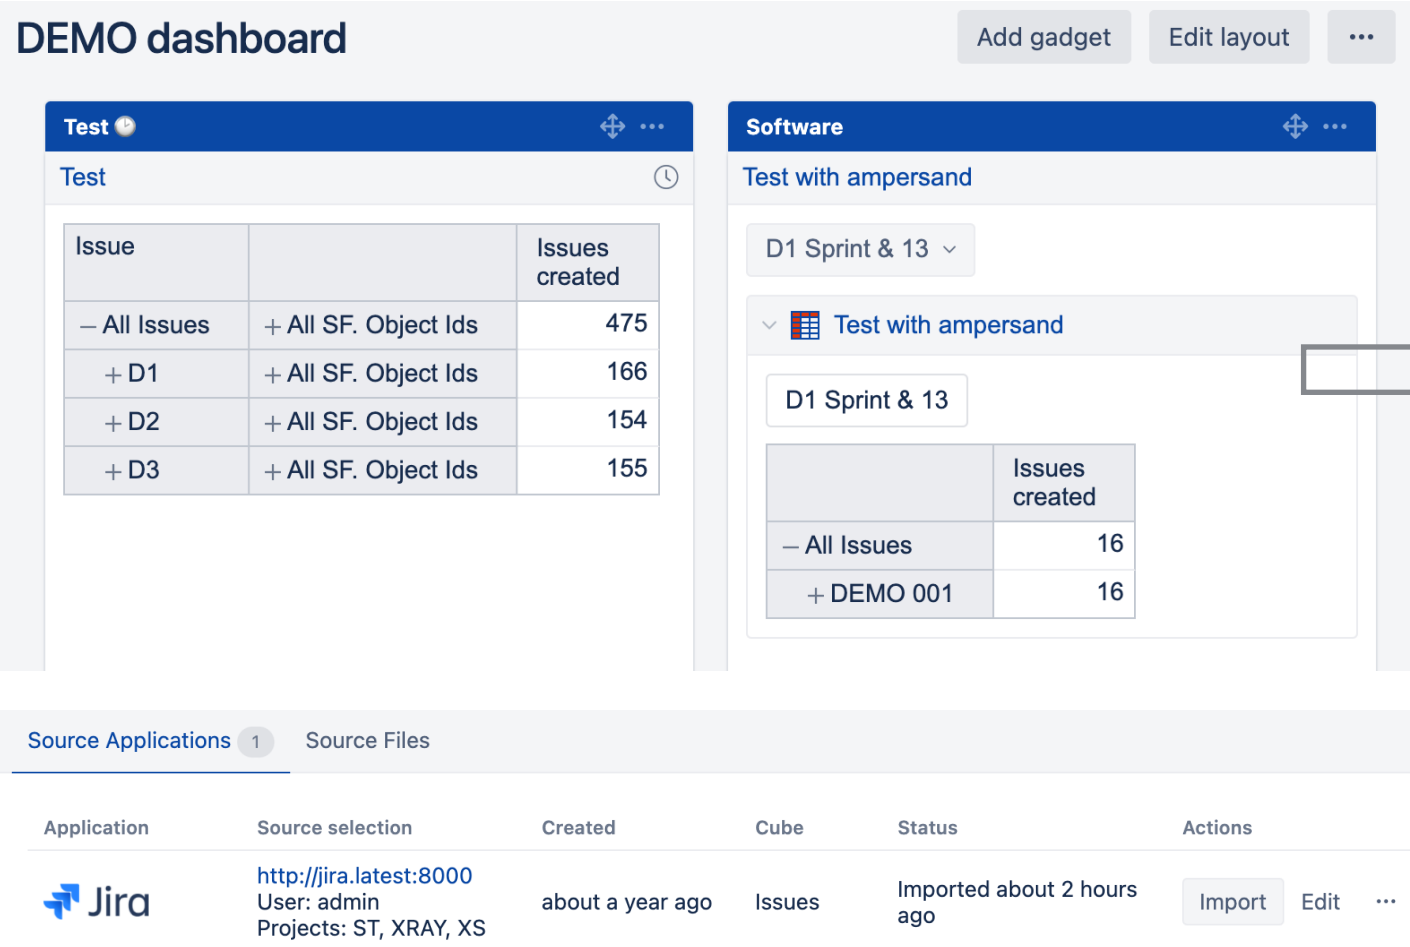 DEMO dashboard
Add gadget
Edit layout
Test
Test
Issue
Issues
created
All Issues
All SF. Object Ids
475
D1
All SF. Object Ids
166
D2
All SF. Object Ids
154
D3
All SF. Object Ids
155
Software
Test with ampersand
D1 Sprint & 13
Test with ampersand
D1 Sprint & 13
Issues
created
All Issues
16
DEMO 001
16
Source Applications 1
Source Files
Application
Source selection
Created
Cube
Status
Actions
Jira
http://jira.latest:8000
User: admin
Projects: ST, XRAY, XS
about a year ago
Issues
Imported about 2 hours
ago
Import
Edit